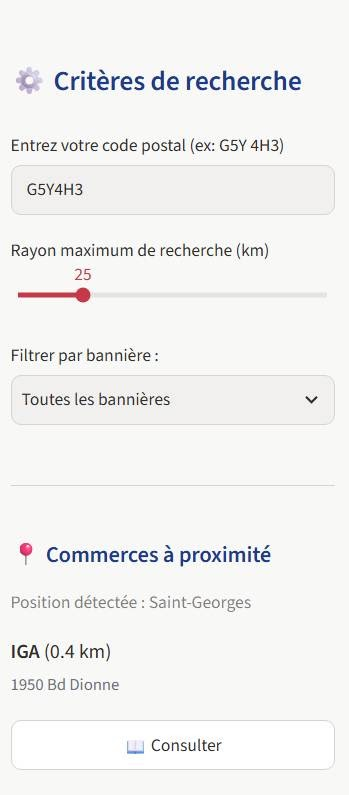 Critères de recherche
Entrez votre code postal (ex: G5Y 4H3)
G5Y4H3
Rayon maximum de recherche (km)
25
Filtrer par bannière :
Toutes les bannières
Commerces à proximité
Position détectée : Saint-Georges
IGA (0.4 km)
1950 Bd Dionne
Consulter